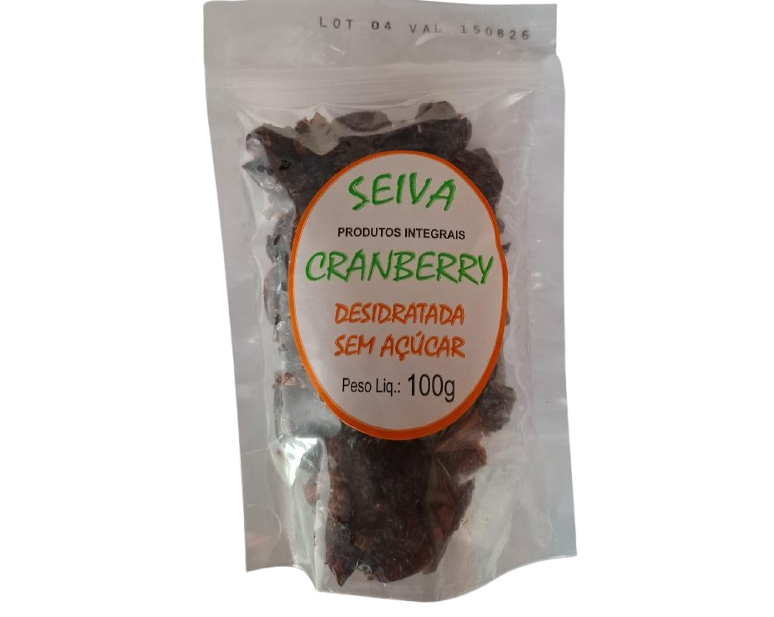 LOT 04 VAL 150826
SEIVA
PRODUTOS INTEGRAIS
CRANBERRY
DESIDRATADA
SEM AÇÚCAR
Peso Liq.: 100g